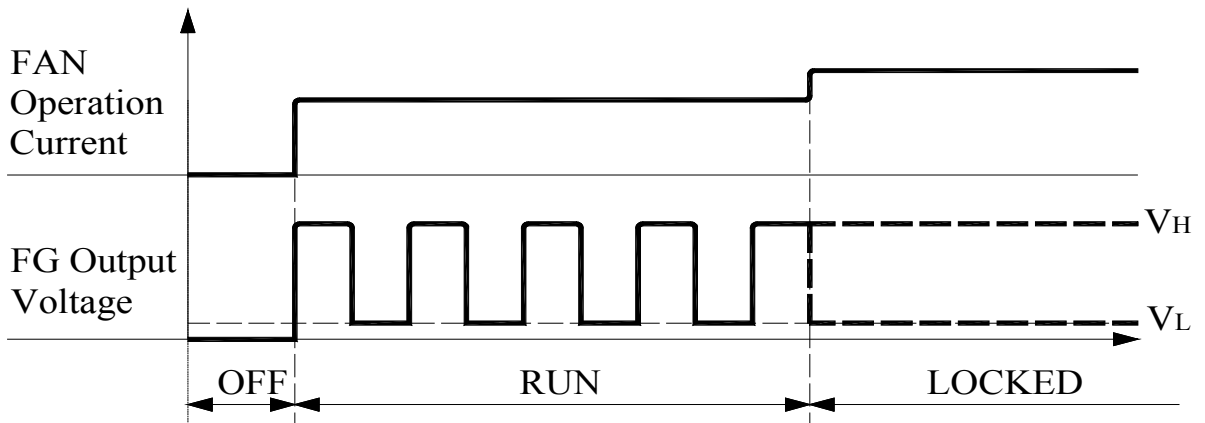 FAN
Operation
Current
FG Output
Voltage
VH
VL
OFF
RUN
LOCKED